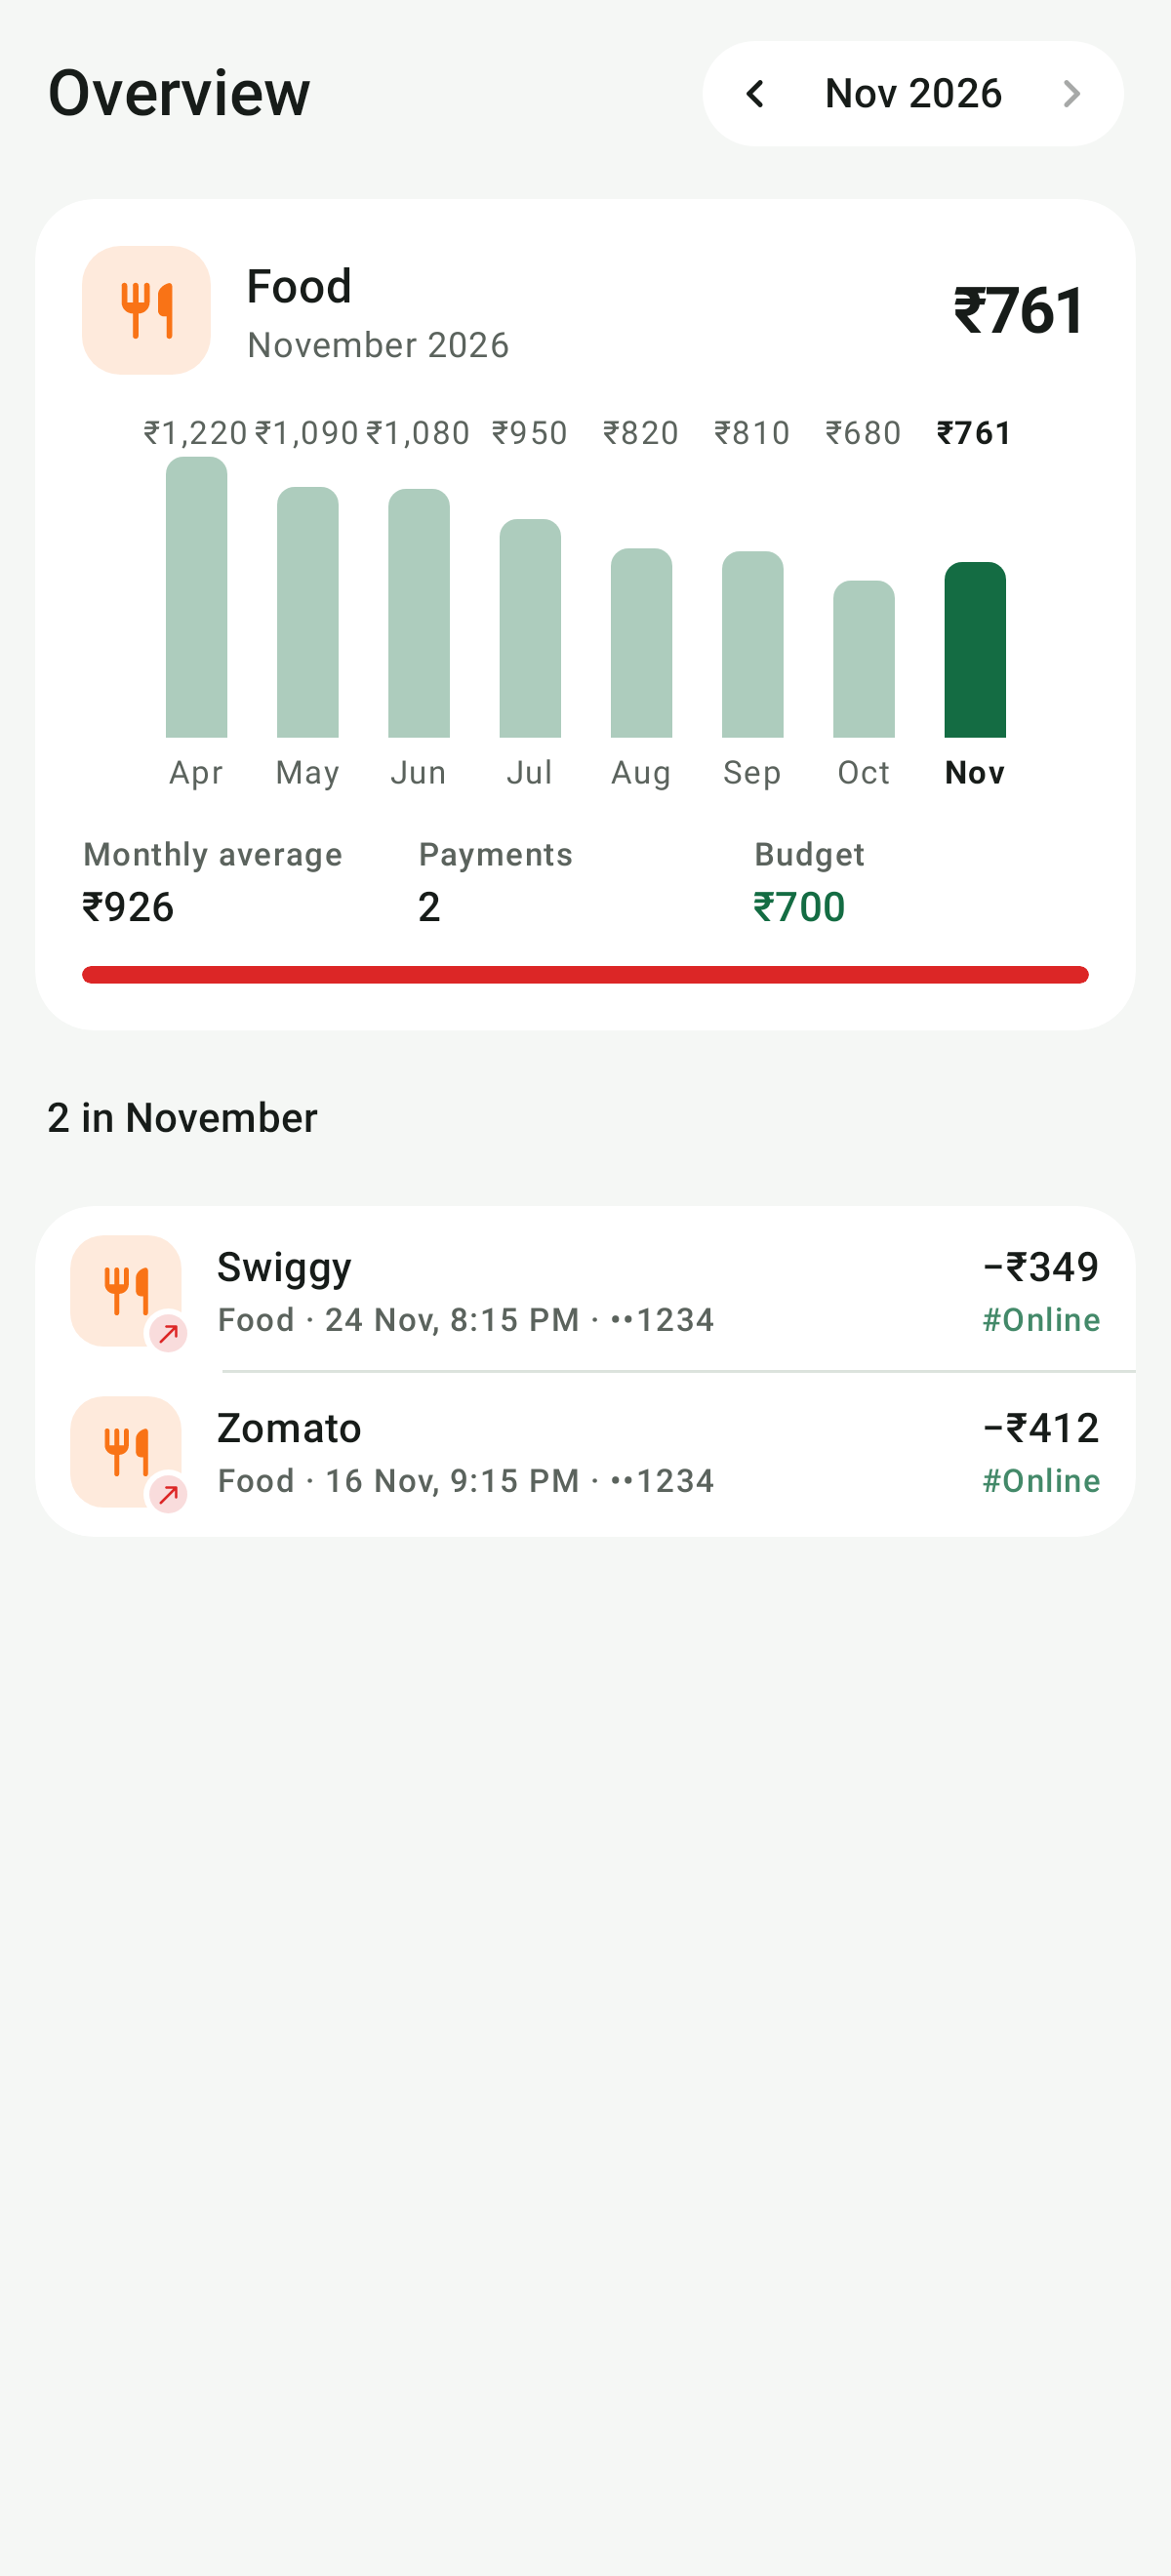 Overview
Nov 2026
Food
November 2026
₹761
₹1,220 ₹1,090 ₹1,080 ₹950 ₹820 ₹810 ₹680 ₹761
Apr May Jun Jul Aug Sep Oct Nov
Monthly average Payments Budget
₹926 2 ₹700
2 in November
Swiggy −₹349
Food · 24 Nov, 8:15 PM · ••1234 #Online
Zomato −₹412
Food · 16 Nov, 9:15 PM · ••1234 #Online